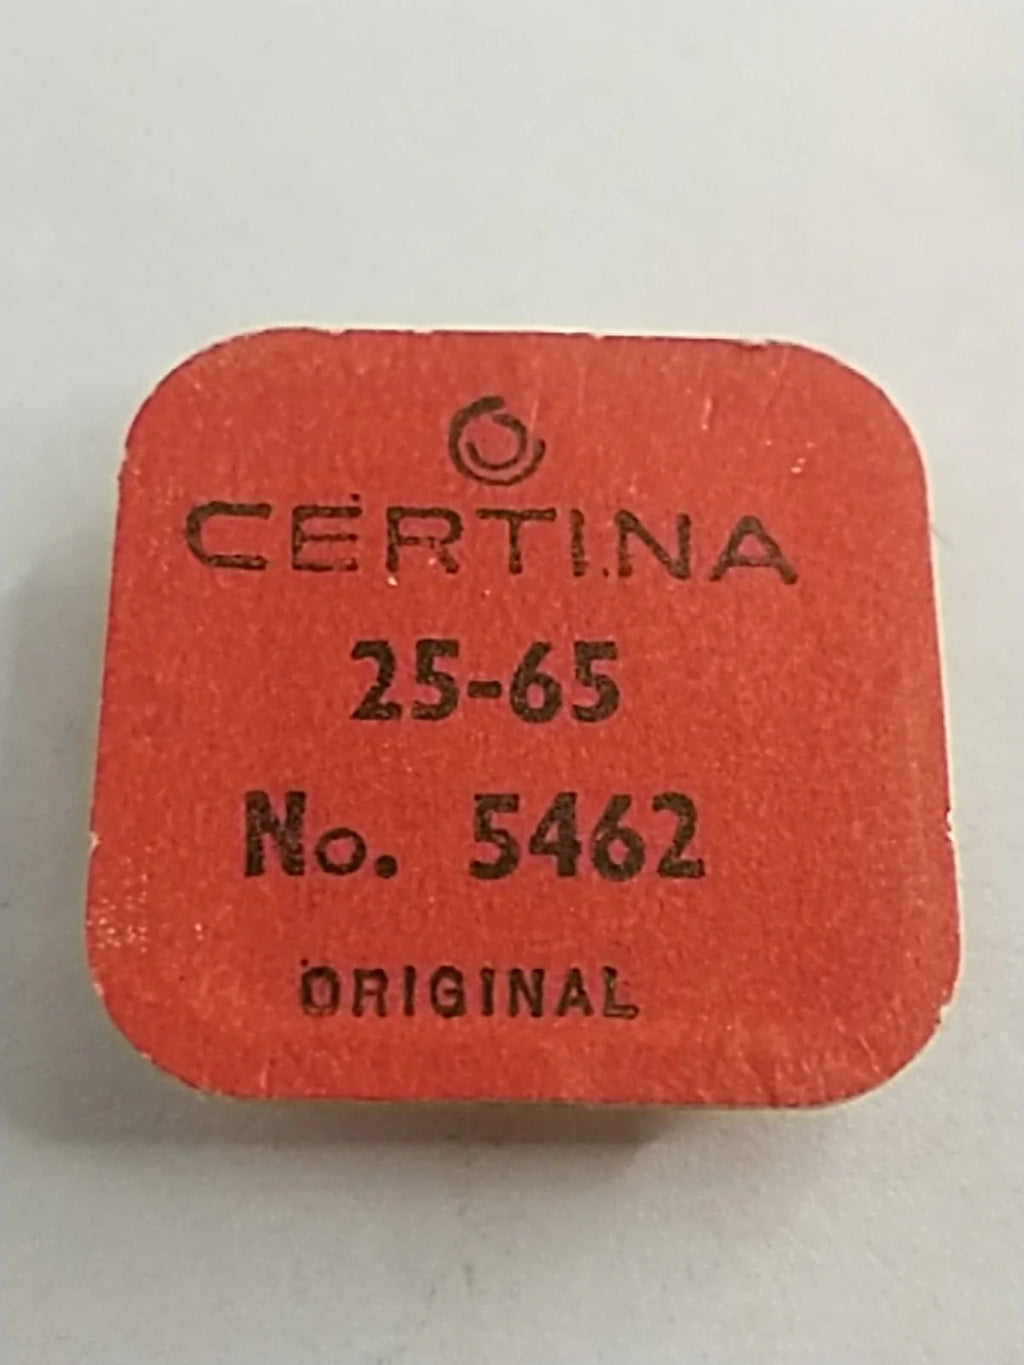 CERTINA
25-65
No. 5462
ORIGINAL